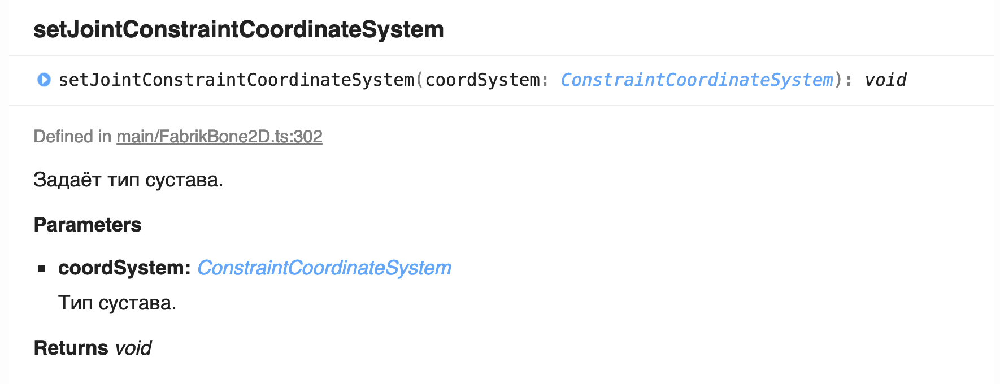 setJointConstraintCoordinateSystem
setJointConstraintCoordinateSystem(coordSystem: ConstraintCoordinateSystem): void
Defined in main/FabrikBone2D.ts:302
Задаёт тип сустава.
Parameters
coordSystem: ConstraintCoordinateSystem
Тип сустава.
Returns void